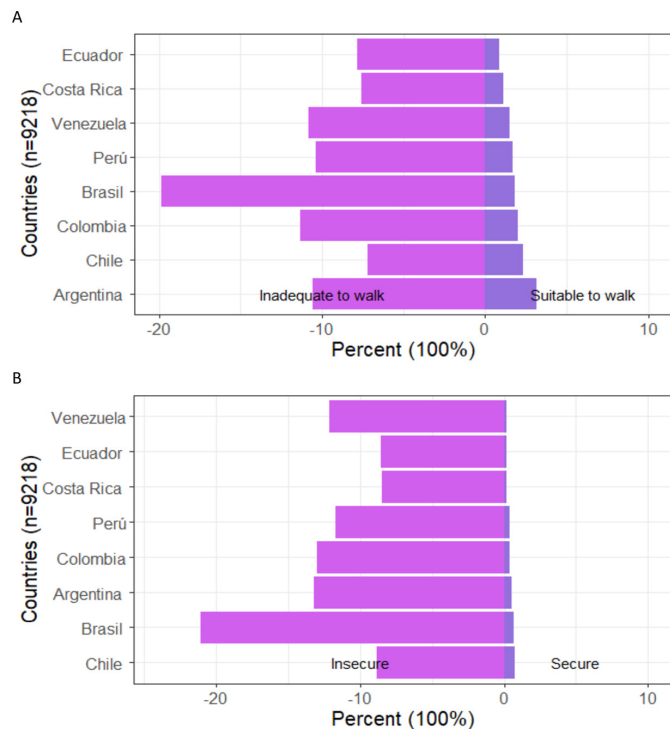 A
Countries (n=9218)
Ecuador
Costa Rica
Venezuela
Perú
Brasil
Colombia
Chile
Argentina
Inadequate to walk
Suitable to walk
-20
-10
0
10
Percent (100%)
B
Countries (n=9218)
Venezuela
Ecuador
Costa Rica
Perú
Colombia
Argentina
Brasil
Chile
Insecure
Secure
-20
-10
0
10
Percent (100%)